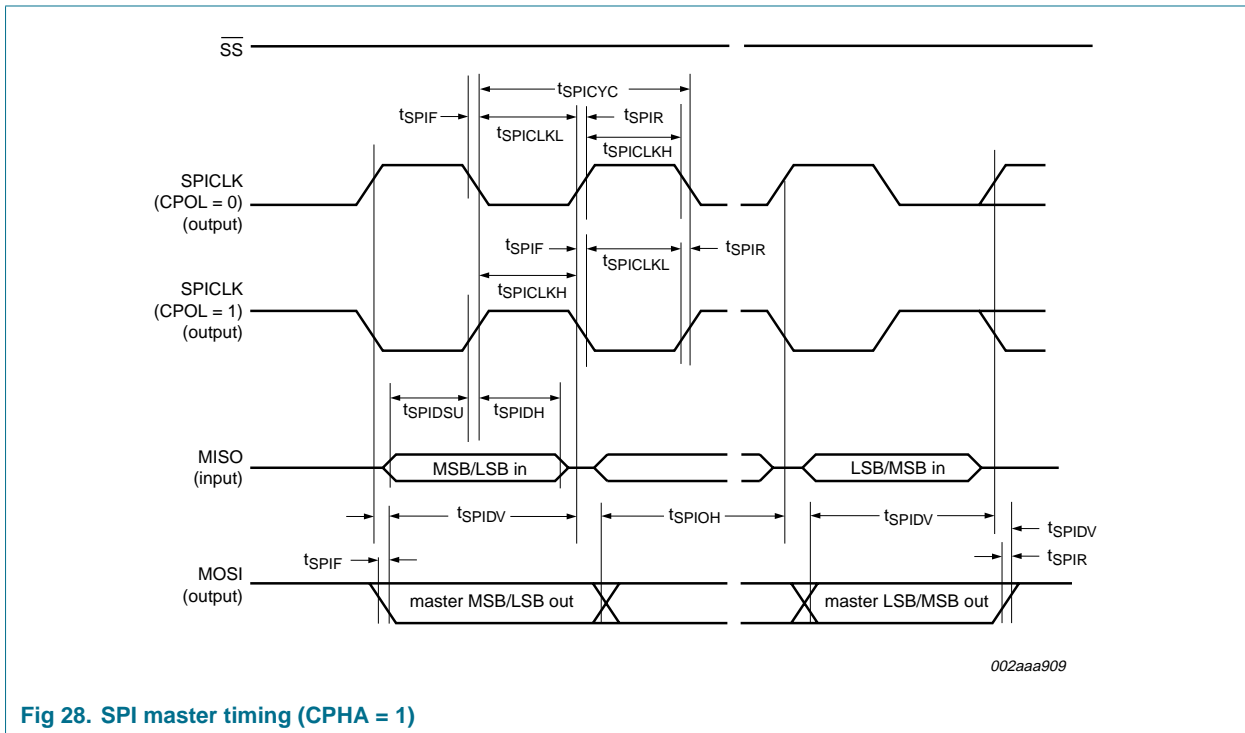 SS
tSPICYC
tSPIF
tSPIR
tSPICLKL
tSPICLKH
SPICLK
(CPOL = 0)
(output)
tSPIF
tSPICLKL
tSPIR
tSPICLKH
SPICLK
(CPOL = 1)
(output)
tSPIDSU
tSPIDH
MISO
(input)
MSB/LSB in
LSB/MSB in
tSPIDV
tSPIOH
tSPIDV
tSPIDV
tSPIF
tSPIR
MOSI
(output)
master MSB/LSB out
master LSB/MSB out
002aaa909
Fig 28. SPI master timing (CPHA = 1)